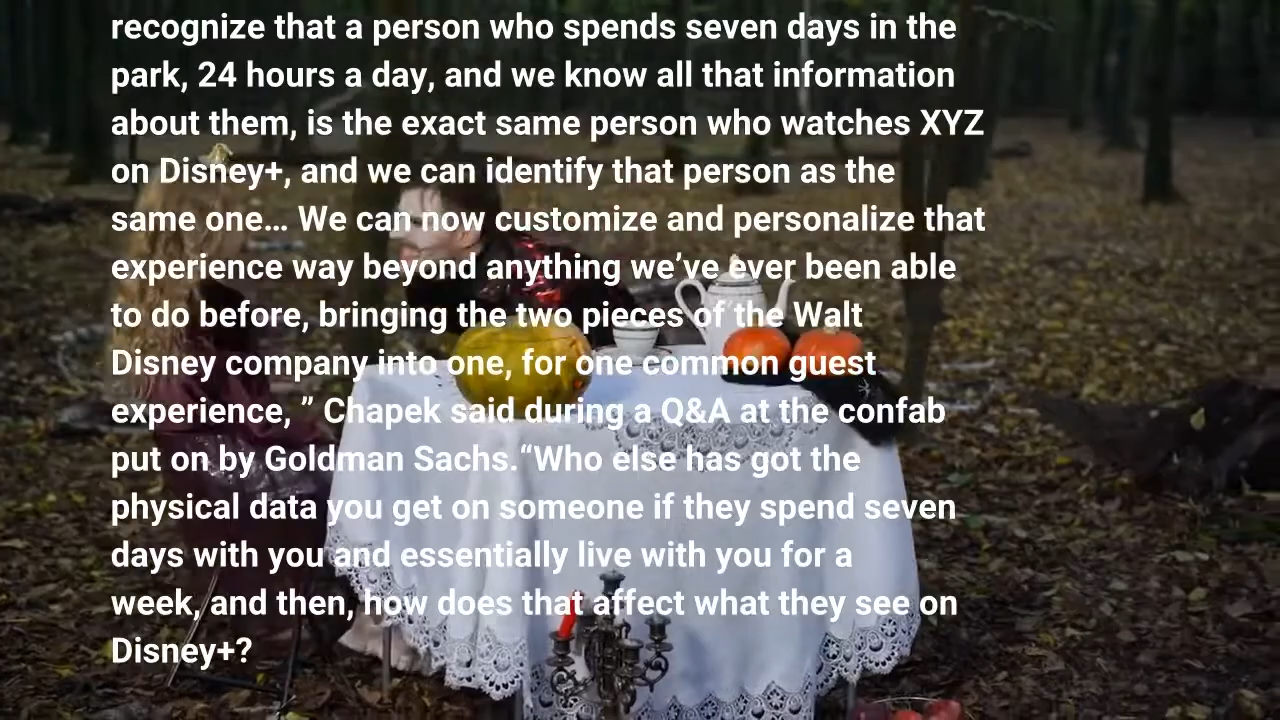 recognize that a person who spends seven days in the
park, 24 hours a day, and we know all that information
about them, is the exact same person who watches XYZ
on Disney+, and we can identify that person as the
same one… We can now customize and personalize that
experience way beyond anything we’ve ever been able
to do before, bringing the two pieces of the Walt
Disney company into one, for one common guest
experience, ” Chapek said during a Q&A at the confab
put on by Goldman Sachs.“Who else has got the
physical data you get on someone if they spend seven
days with you and essentially live with you for a
week, and then, how does that affect what they see on
Disney+?